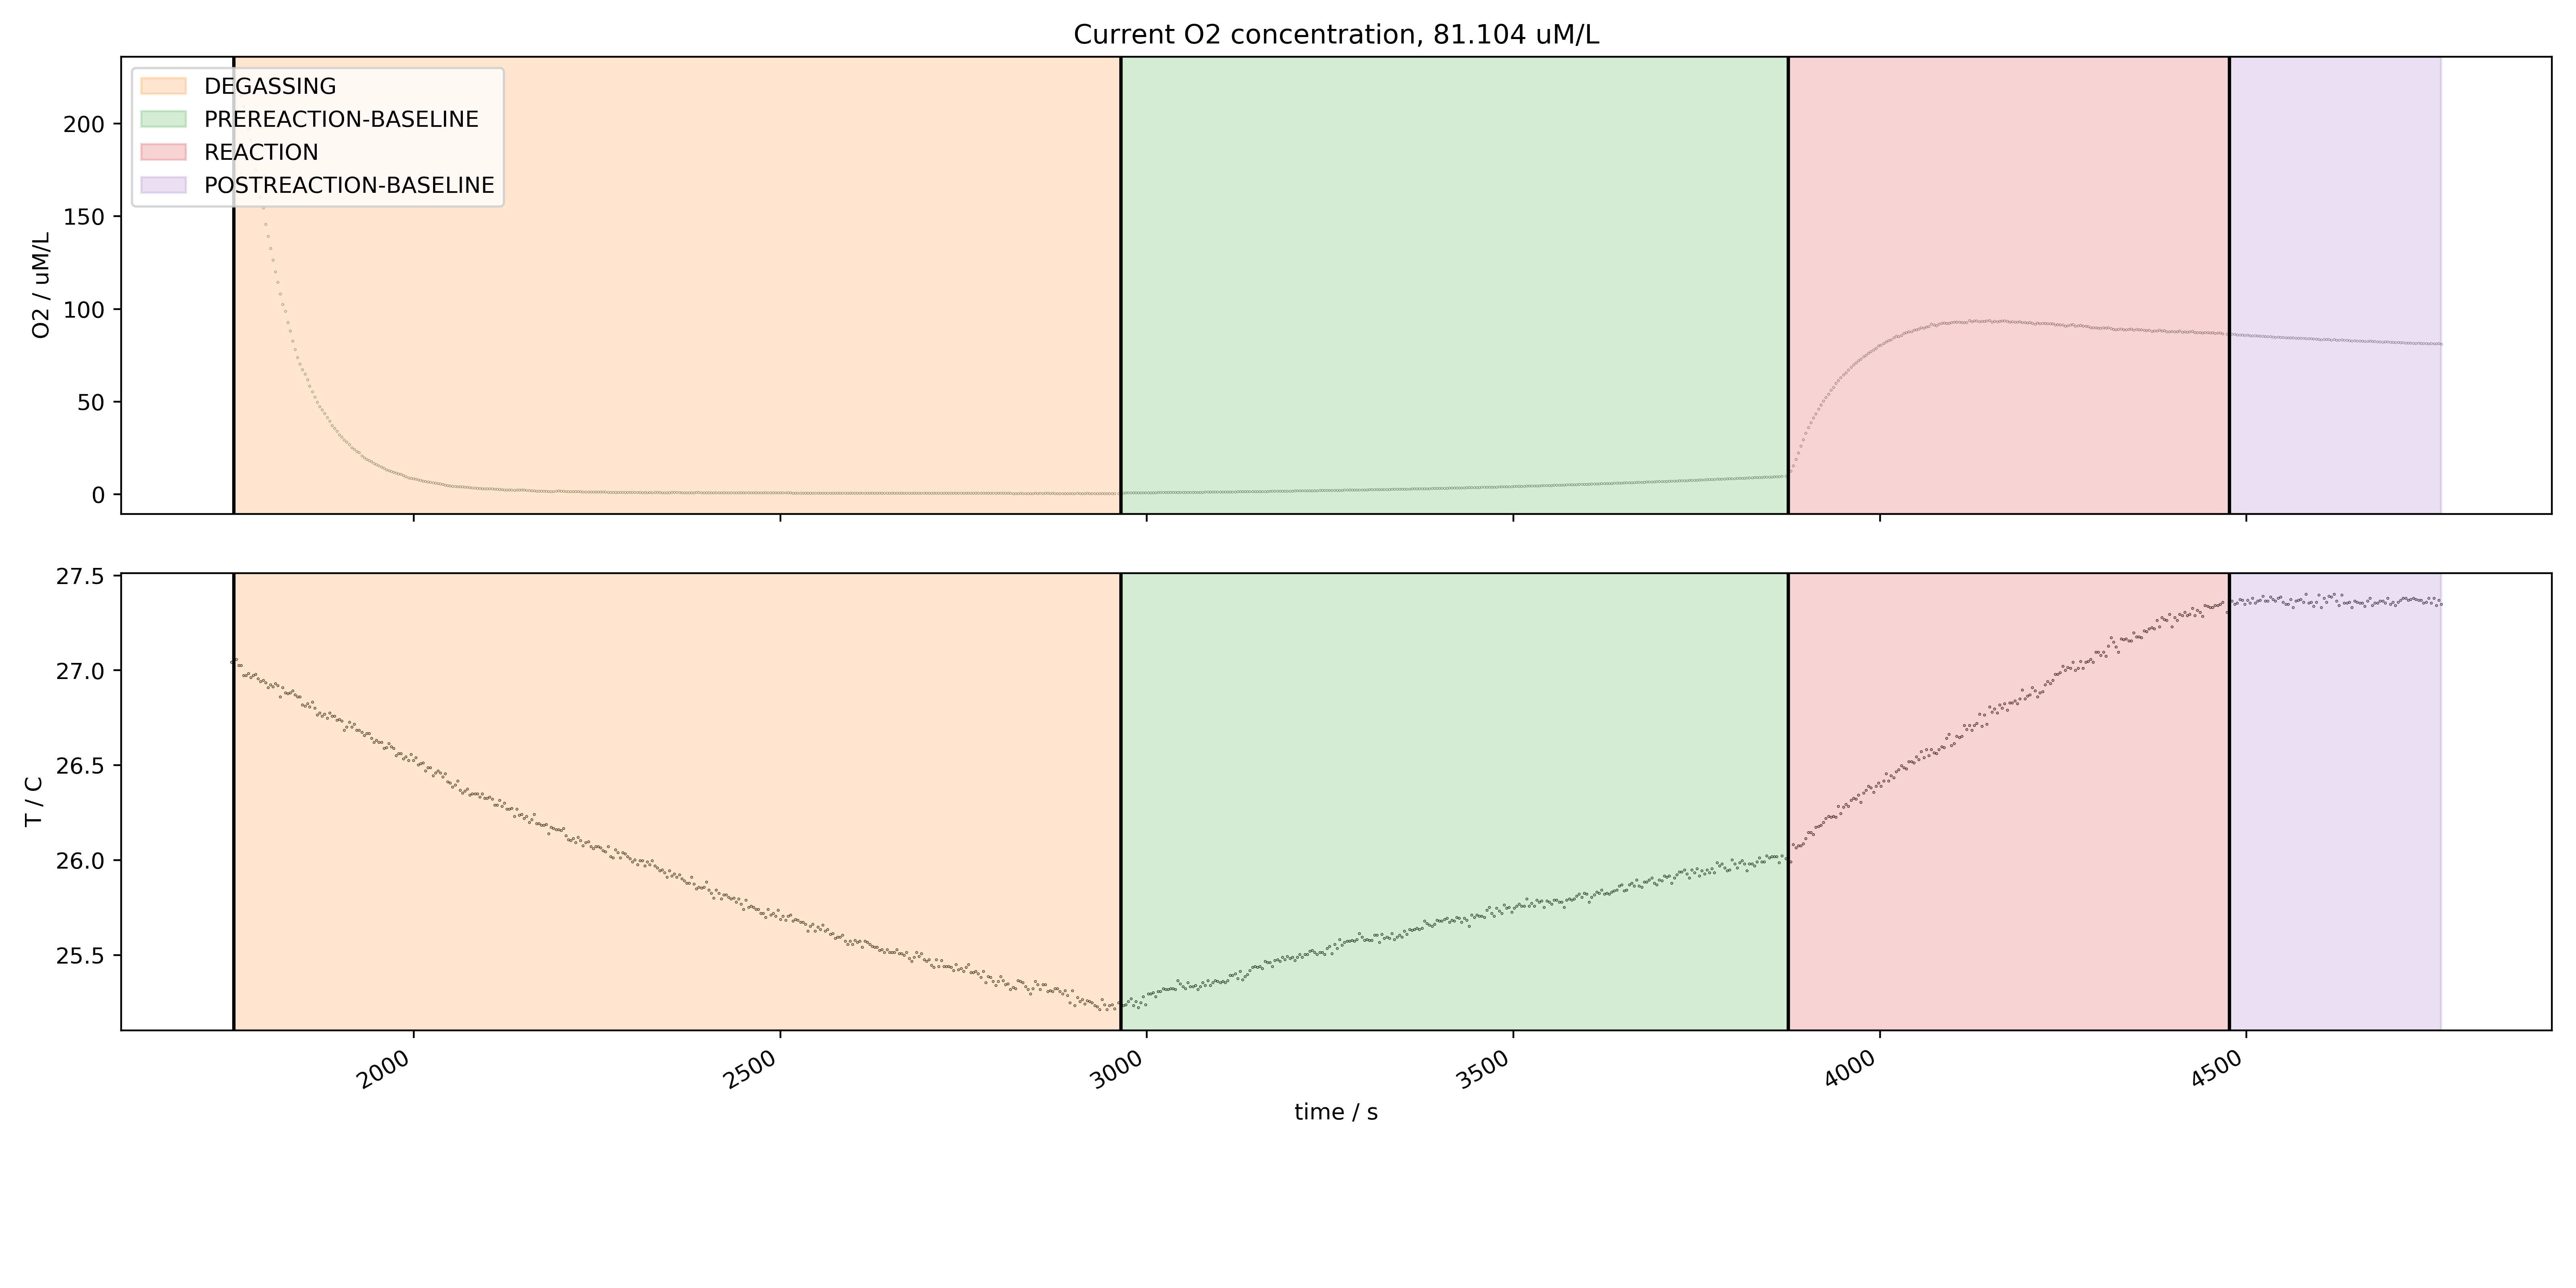 Current O2 concentration, 81.104 uM/L
DEGASSING
PREREACTION-BASELINE
REACTION
POSTREACTION-BASELINE
200
150
100
50
0
O2 / uM/L
27.5
27.0
26.5
26.0
25.5
T / C
2000
2500
3000
3500
4000
4500
time / s